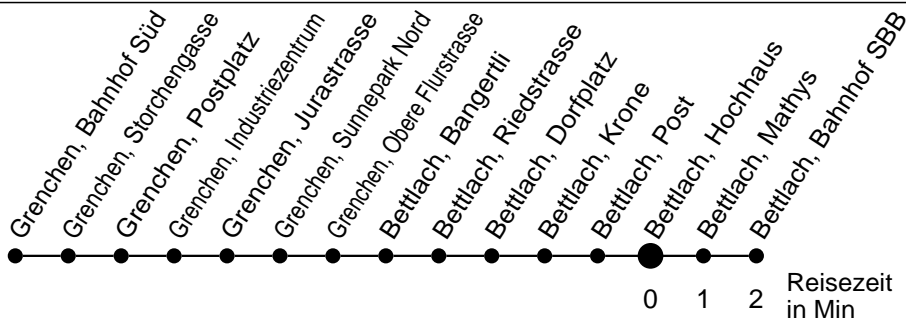 Grenchen, Bahnhof Süd
Grenchen, Storchengasse
Grenchen, Postplatz
Grenchen, Industriezentrum
Grenchen, Jurastrasse
Grenchen, Sunnepark Nord
Grenchen, Obere Flurstrasse
Bettlach, Bangertli
Bettlach, Riedstrasse
Bettlach, Dorfplatz
Bettlach, Krone
Bettlach, Post
Bettlach, Hochhaus
Bettlach, Mathys
Bettlach, Bahnhof SBB
0 1 2 Reisezeit
in Min